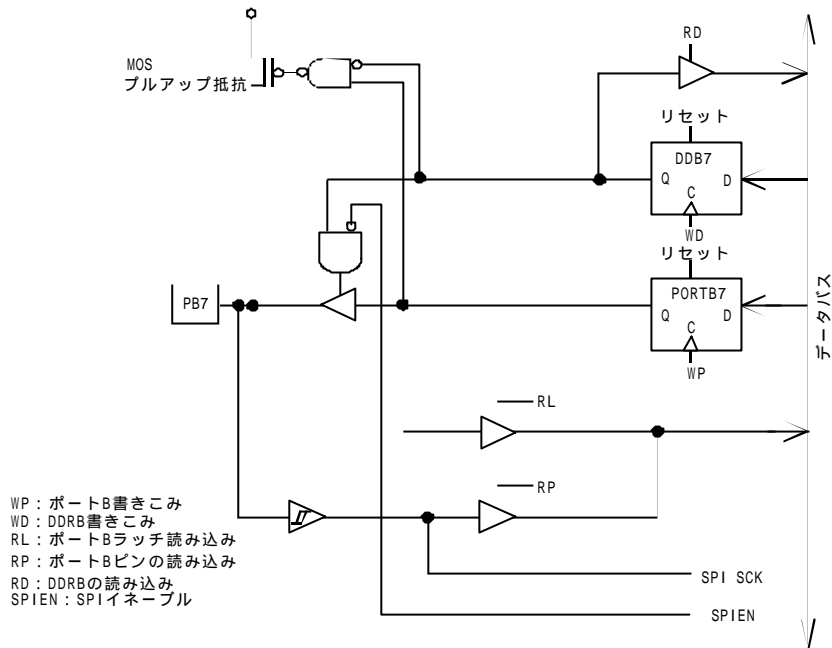 MOS
プルアップ抵抗
RD
リセット
DDB7
Q
D
C
WD
リセット
PORTB7
Q
D
C
WP
PB7
データバス
RL
RP
WP：ポートB書きこみ
WD：DDRB書きこみ
RL：ポートBラッチ読み込み
RP：ポートBピンの読み込み
RD：DDRBの読み込み
SPIEN：SPIイネーブル
SPI SCK
SPIEN